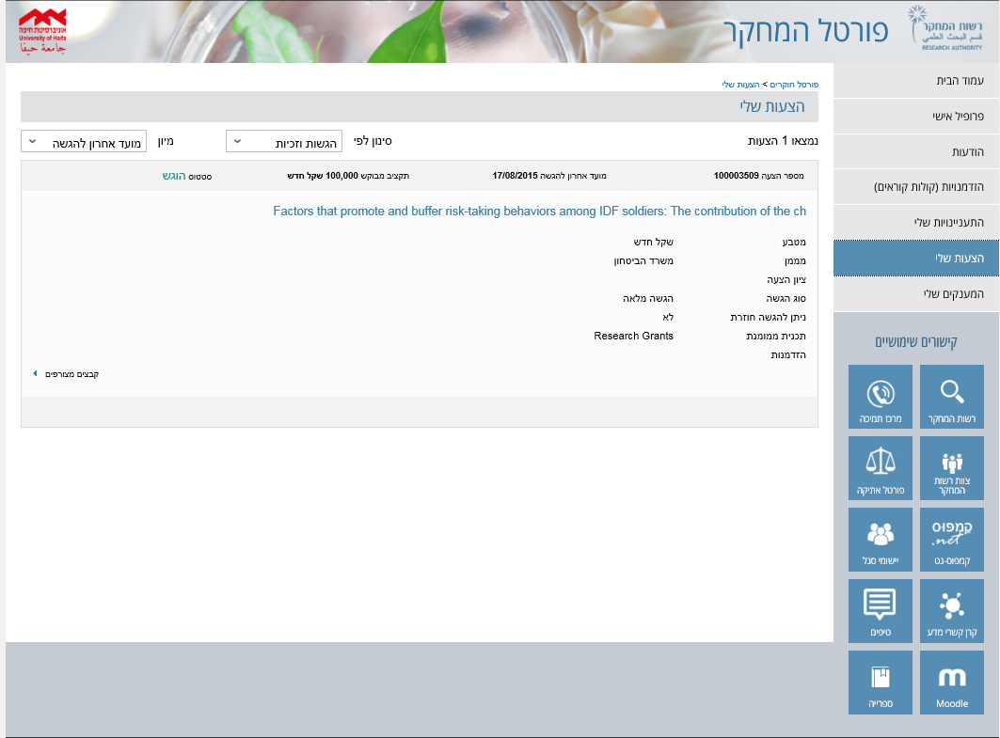 אוניברסיטת חיפה
University of Haifa
جامعة حيفا
פורטל המחקר
רשות המחקר
قسم البحث العلمي
RESEARCH AUTHORITY
עמוד הבית
פרופיל אישי
הודעות
הזדמנויות (קולות קוראים)
התעניינויות שלי
הצעות שלי
המענקים שלי
קישורים שימושיים
רשות המחקר
מרכז תמיכה
צוות רשות
המחקר
פורטל אתיקה
קמפוס
.net
קמפוס-נט
יישומי סגל
קרן קשרי מדע
טיפים
Moodle
ספרייה
פורטל חוקרים > הצעות שלי
הצעות שלי
נמצאו 1 הצעות
סינון לפי הגשות וזכיות
מיון מועד אחרון להגשה
מספר הצעה 100003509 מועד אחרון להגשה 17/08/2015 תקציב מבוקש 100,000 שקל חדש סטטוס הוגש
Factors that promote and buffer risk-taking behaviors among IDF soldiers: The contribution of the ch
מטבע שקל חדש
מממן משרד הביטחון
ציון הצעה
סוג הגשה הגשה מלאה
ניתן להגשה חוזרת לא
תכנית ממומנת Research Grants
הזדמנות
קבצים מצורפים